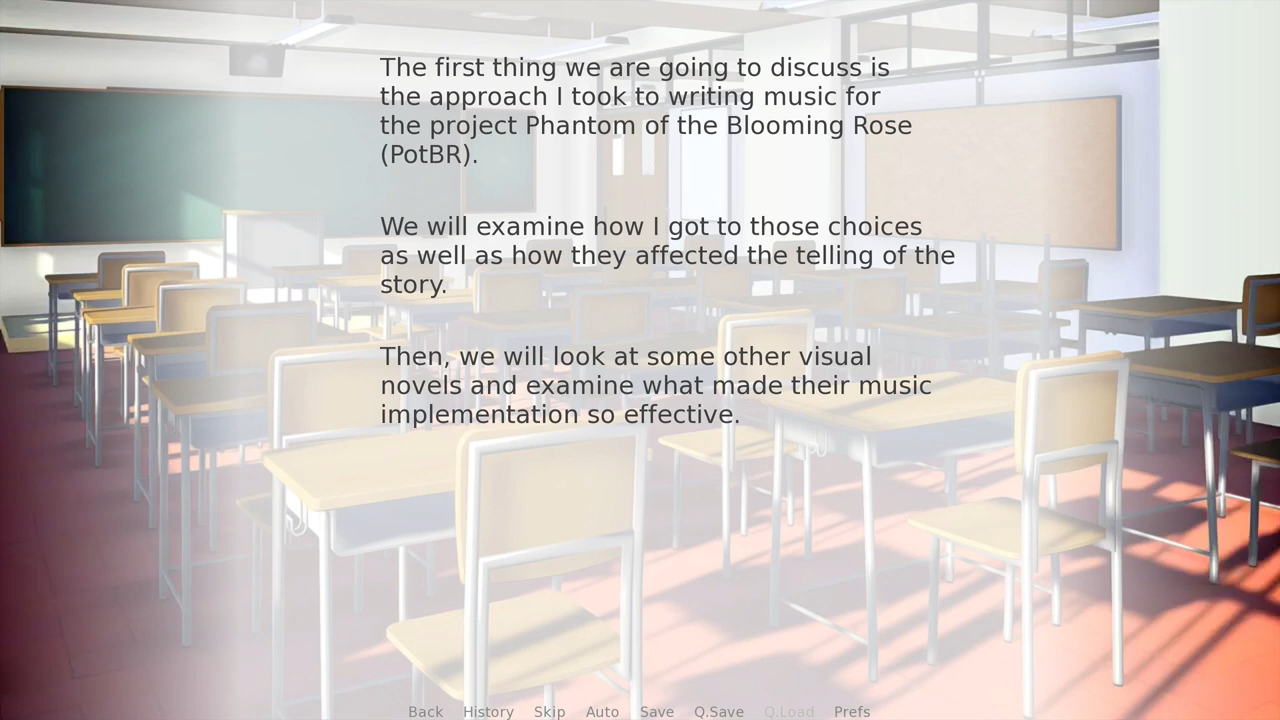 The first thing we are going to discuss is
the approach I took to writing music for
the project Phantom of the Blooming Rose
(PotBR).
We will examine how I got to those choices
as well as how they affected the telling of the
story.
Then, we will look at some other visual
novels and examine what made their music
implementation so effective.
Back History Skip Auto Save Q.Save Q.Load Prefs